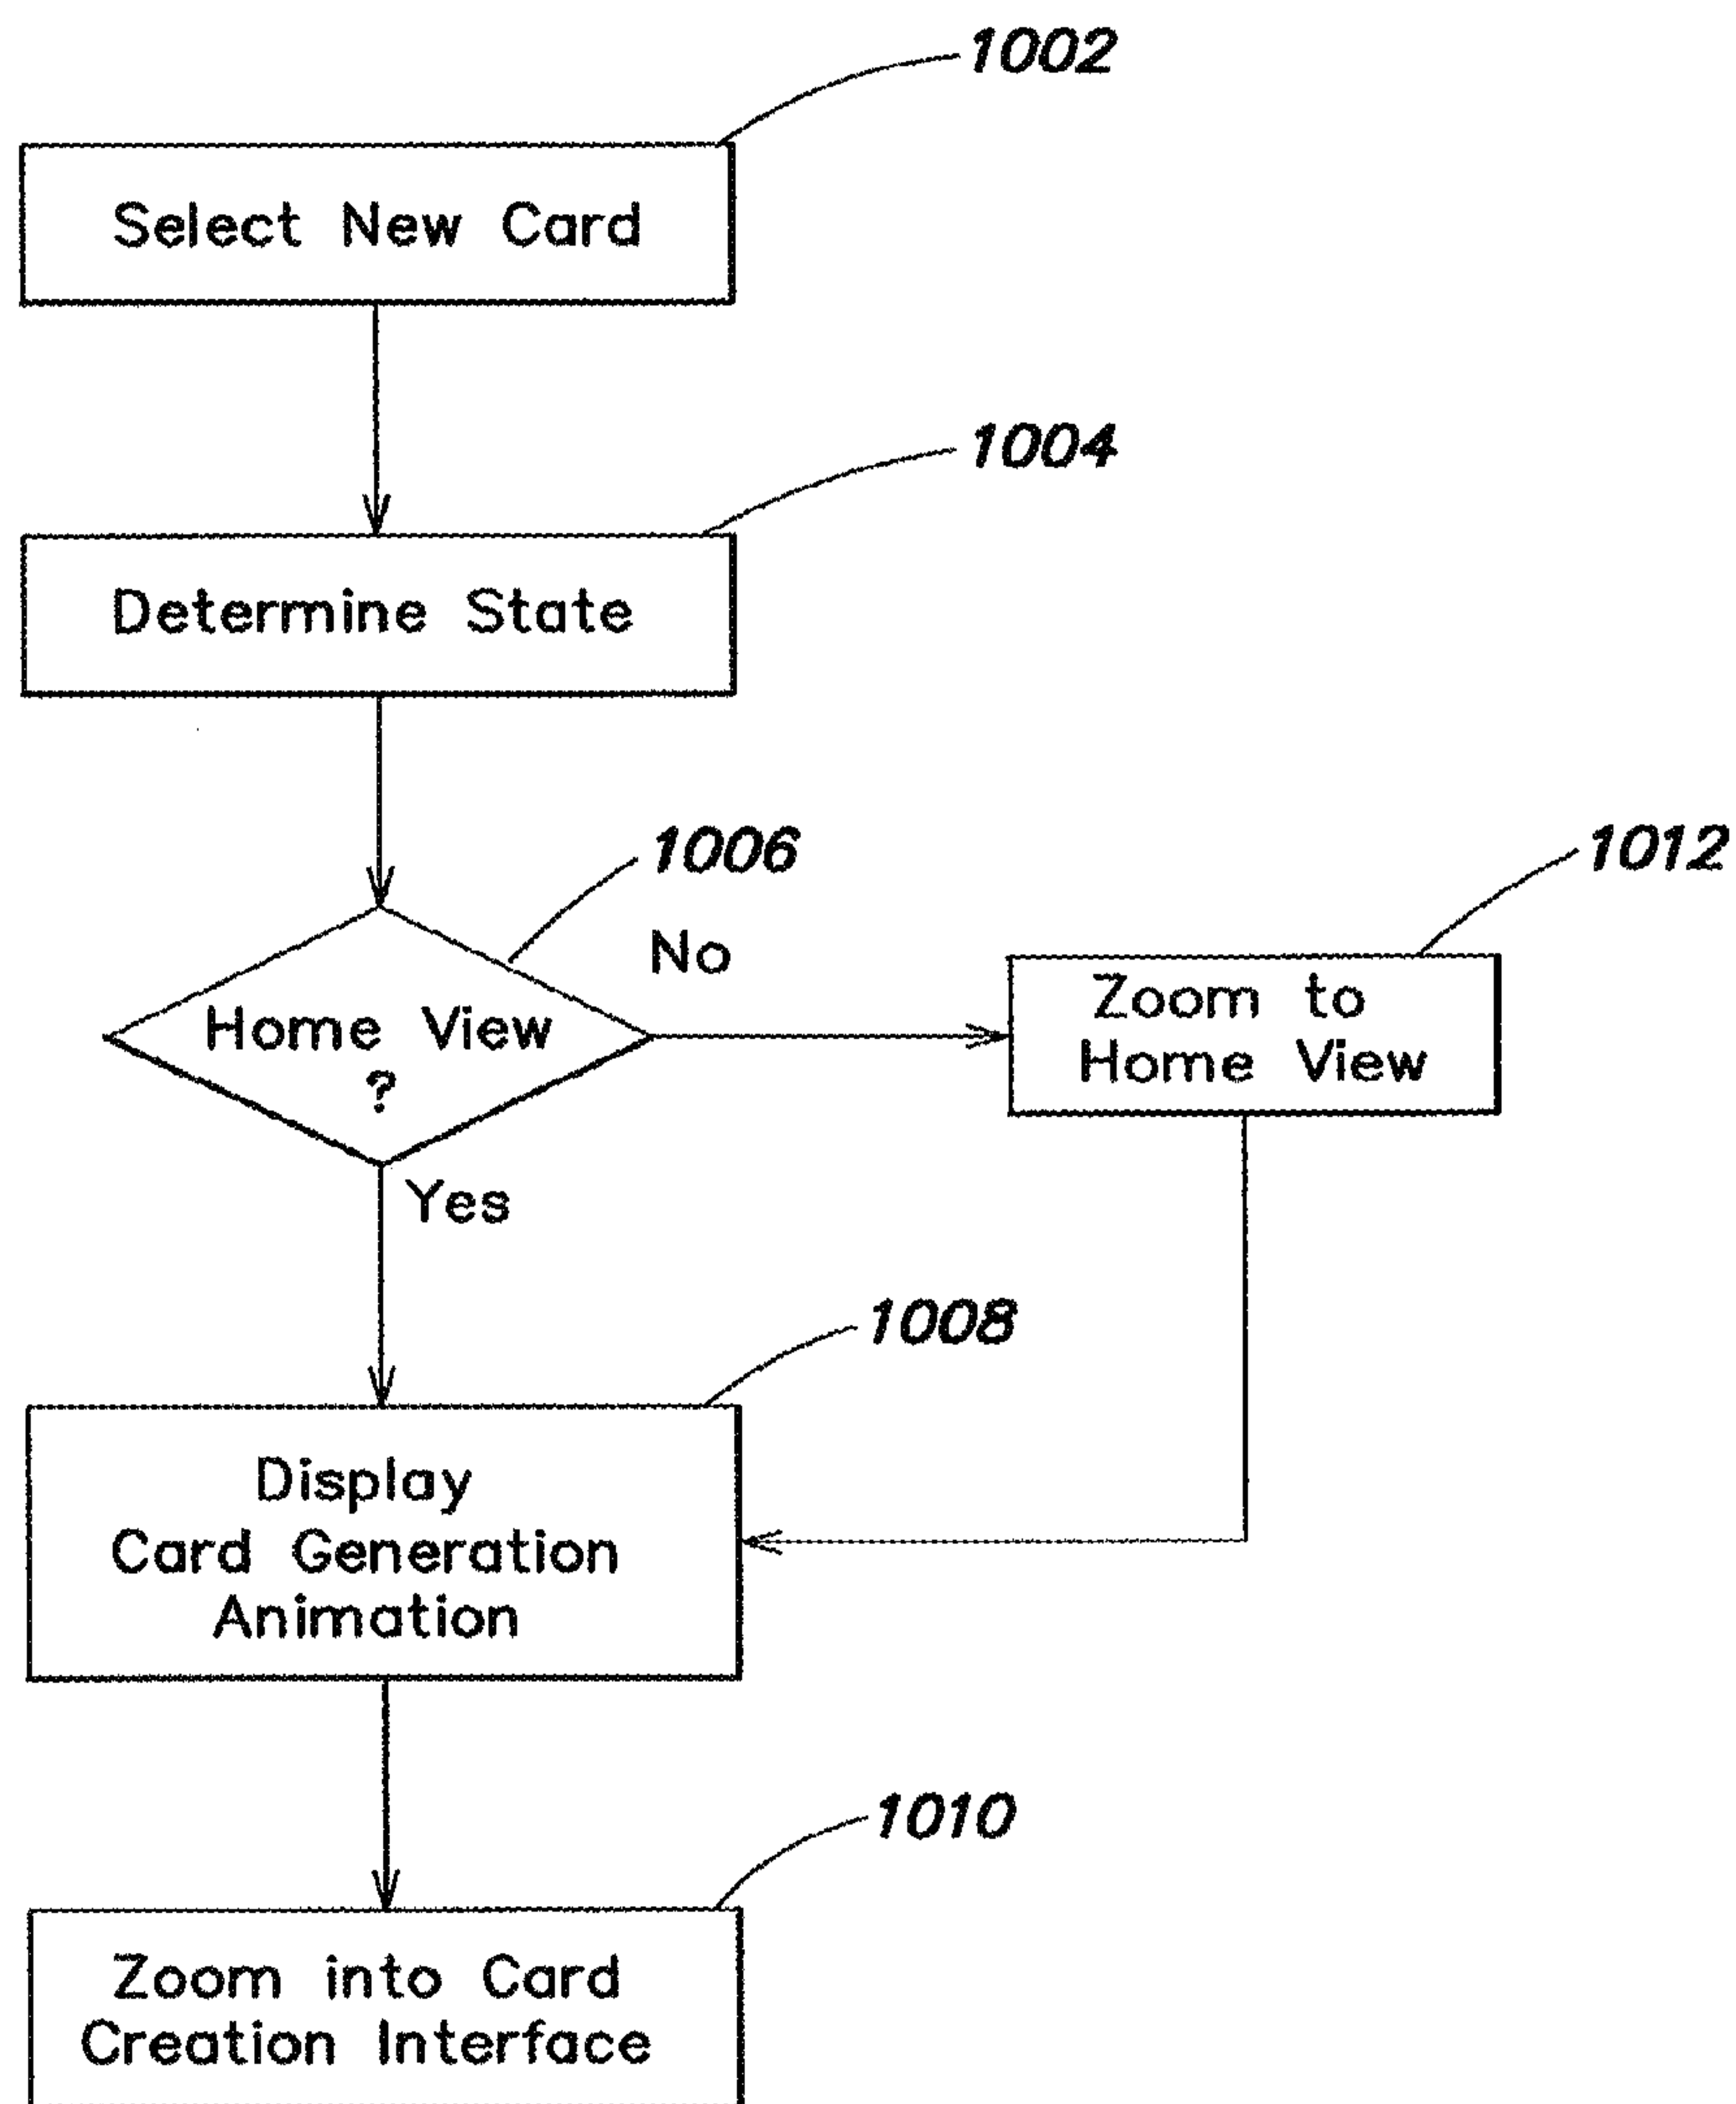 1002
Select New Card
1004
Determine State
1006
No
Home View
?
Yes
1012
Zoom to
Home View
1008
Display
Card Generation
Animation
1010
Zoom into Card
Creation Interface